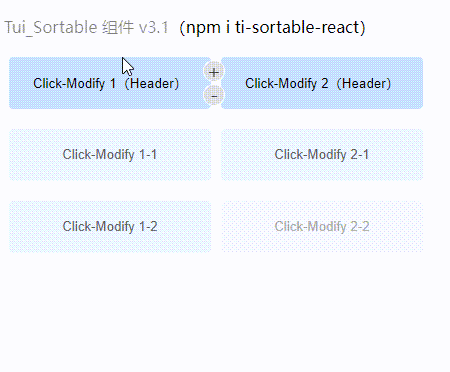 Tui_Sortable 组件 v3.1（npm i ti-sortable-react）
Click-Modify 1（Header） + Click-Modify 2（Header）
-
Click-Modify 1-1 Click-Modify 2-1
Click-Modify 1-2 Click-Modify 2-2